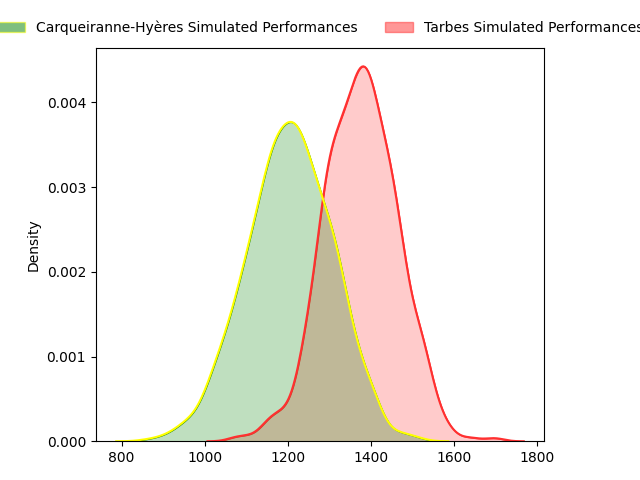 Carqueiranne-Hyères Simulated Performances Tarbes Simulated Performances
0.004
0.003
0.002
0.001
0.000
Density
800 1000 1200 1400 1600 1800